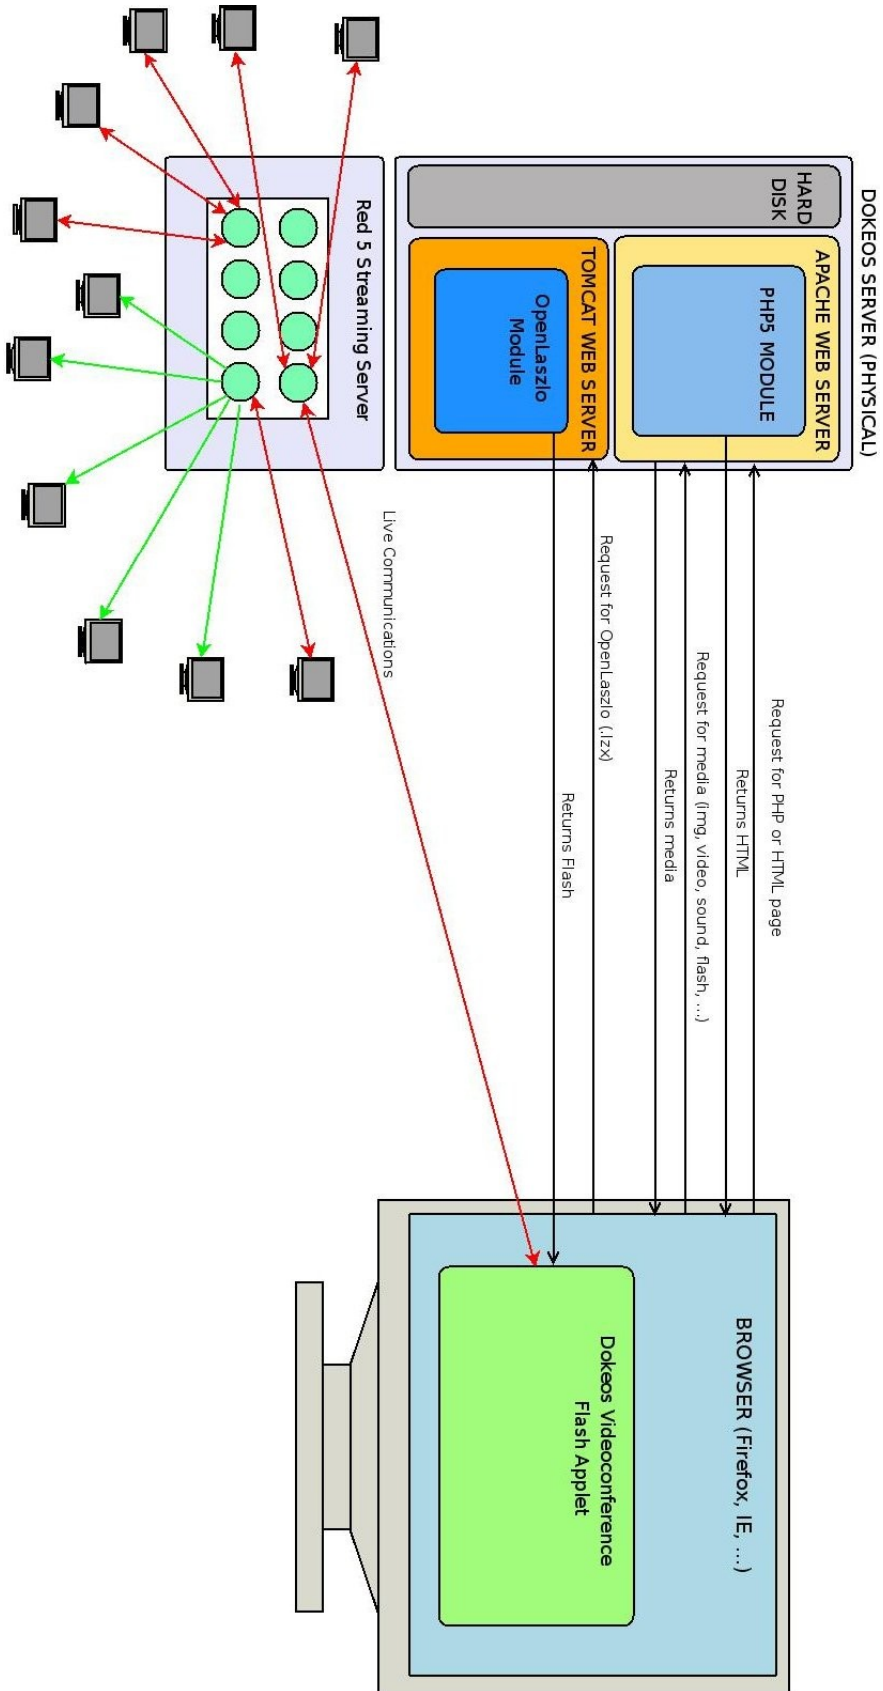 DOKEOS SERVER (PHYSICAL)
HARD
DISK
APACHE WEB SERVER
PHP5 MODULE
TOMCAT WEB SERVER
OpenLaszlo
Module
Red 5 Streaming Server
Request for PHP or HTML page
Returns HTML
Request for media (img, video, sound, flash, ...)
Returns media
Request for OpenLaszlo (.lzx)
Returns Flash
Live Communications
BROWSER (Firefox, IE, ...)
Dokeos Videoconference
Flash Applet